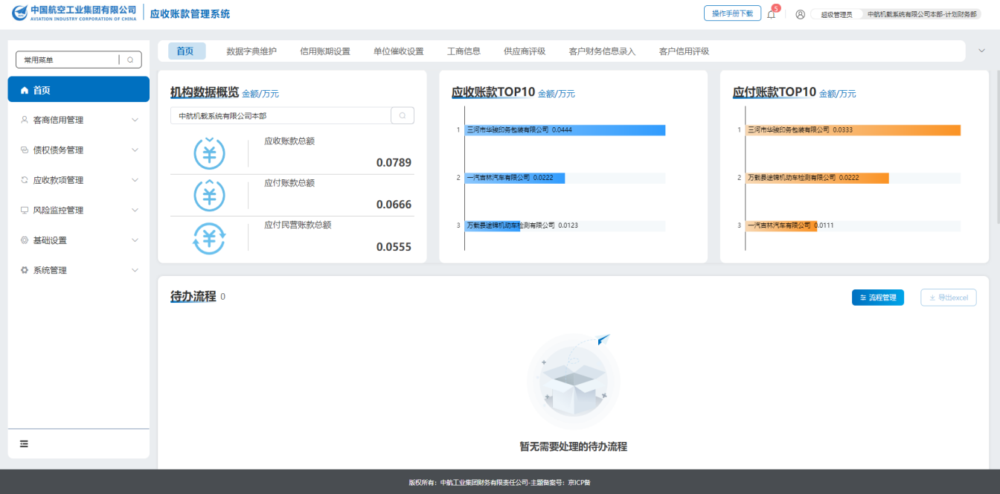 中国航空工业集团有限公司
AVIATION INDUSTRY CORPORATION OF CHINA
应收账款管理系统
操作手册下载
5
超级管理员
中航机载系统有限公司本部-计划财务部
常用菜单
首页
客商信用管理
债权债务管理
应收款项管理
风险监控管理
基础设置
系统管理
首页
数据字典维护
信用账期设置
单位催收设置
工商信息
供应商评级
客户财务信息录入
客户信用评级
机构数据概览 金额/万元
中航机载系统有限公司本部
应收账款总额
0.0789
应付账款总额
0.0666
应付民营账款总额
0.0555
应收账款TOP10 金额/万元
1 三河市华骏印务包装有限公司 0.0444
2 一汽吉林汽车有限公司 0.0222
3 万载县途锦机动车检测有限公司 0.0123
应付账款TOP10 金额/万元
1 三河市华骏印务包装有限公司 0.0333
2 万载县途锦机动车检测有限公司 0.0222
3 一汽吉林汽车有限公司 0.0111
待办流程 0
流程管理
导出excel
暂无需要处理的待办流程
版权所有：中航工业集团财务有限责任公司-主题备案号：京ICP备